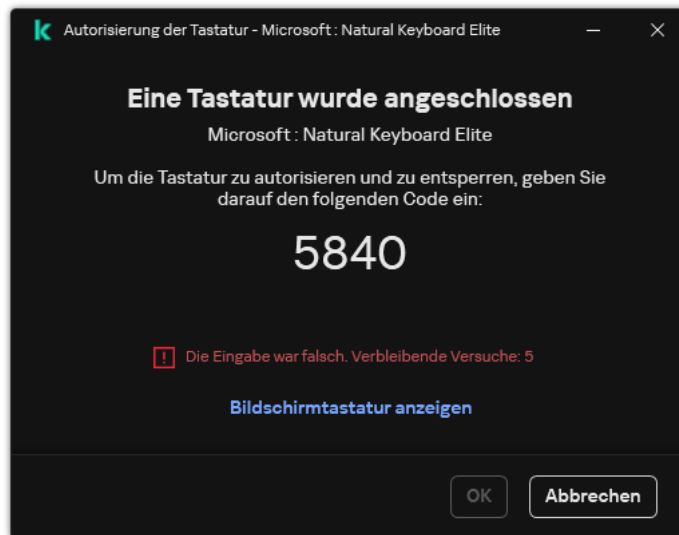 Autorisierung der Tastatur - Microsoft : Natural Keyboard Elite
Eine Tastatur wurde angeschlossen
Microsoft : Natural Keyboard Elite
Um die Tastatur zu autorisieren und zu entsperren, geben Sie
darauf den folgenden Code ein:
5840
Die Eingabe war falsch. Verbleibende Versuche: 5
Bildschirmtastatur anzeigen
OK Abbrechen